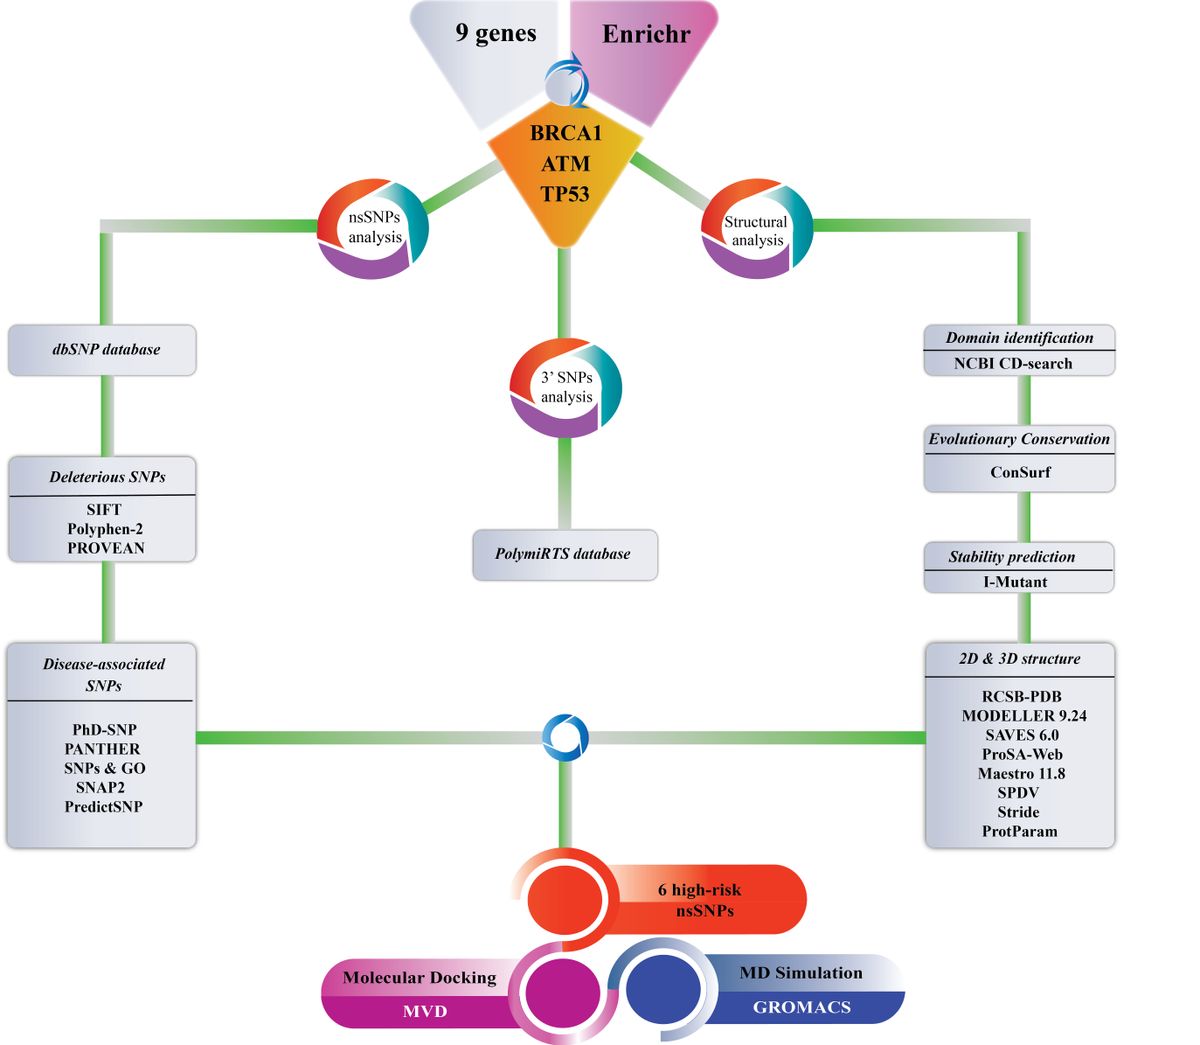 9 genes
Enrichr
BRCA1
ATM
TP53
nsSNPs
analysis
Structural
analysis
3’ SNPs
analysis
PolymiRTS database
dbSNP database
Deleterious SNPs
SIFT
Polyphen-2
PROVEAN
Disease-associated
SNPs
PhD-SNP
PANTHER
SNPs & GO
SNAP2
PredictSNP
Domain identification
NCBI CD-search
Evolutionary Conservation
ConSurf
Stability prediction
I-Mutant
2D & 3D structure
RCSB-PDB
MODELLER 9.24
SAVES 6.0
ProSA-Web
Maestro 11.8
SPDV
Stride
ProtParam
6 high-risk
nsSNPs
Molecular Docking
MVD
MD Simulation
GROMACS